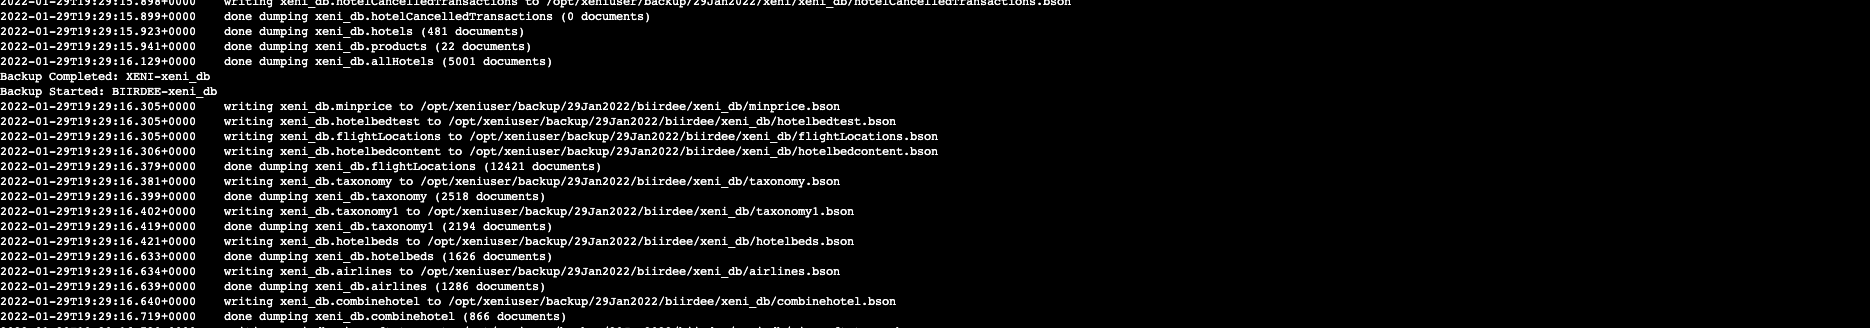 2022-01-29T19:29:15.898+0000 writing xeni_db.hotelCancelledTransactions to /opt/xeniuser/backup/29Jan2022/xeni/xeni_db/hotelCancelledTransactions.bson
2022-01-29T19:29:15.899+0000 done dumping xeni_db.hotelCancelledTransactions (0 documents)
2022-01-29T19:29:15.923+0000 done dumping xeni_db.hotels (481 documents)
2022-01-29T19:29:15.941+0000 done dumping xeni_db.products (22 documents)
2022-01-29T19:29:16.129+0000 done dumping xeni_db.allHotels (5001 documents)
Backup Completed: XENI-xeni_db
Backup Started: BIIRDEE-xeni_db
2022-01-29T19:29:16.305+0000 writing xeni_db.minprice to /opt/xeniuser/backup/29Jan2022/biirdee/xeni_db/minprice.bson
2022-01-29T19:29:16.305+0000 writing xeni_db.hotelbedtest to /opt/xeniuser/backup/29Jan2022/biirdee/xeni_db/hotelbedtest.bson
2022-01-29T19:29:16.305+0000 writing xeni_db.flightLocations to /opt/xeniuser/backup/29Jan2022/biirdee/xeni_db/flightLocations.bson
2022-01-29T19:29:16.306+0000 writing xeni_db.hotelbedcontent to /opt/xeniuser/backup/29Jan2022/biirdee/xeni_db/hotelbedcontent.bson
2022-01-29T19:29:16.379+0000 done dumping xeni_db.flightLocations (12421 documents)
2022-01-29T19:29:16.381+0000 writing xeni_db.taxonomy to /opt/xeniuser/backup/29Jan2022/biirdee/xeni_db/taxonomy.bson
2022-01-29T19:29:16.399+0000 done dumping xeni_db.taxonomy (2518 documents)
2022-01-29T19:29:16.402+0000 writing xeni_db.taxonomy1 to /opt/xeniuser/backup/29Jan2022/biirdee/xeni_db/taxonomy1.bson
2022-01-29T19:29:16.419+0000 done dumping xeni_db.taxonomy1 (2194 documents)
2022-01-29T19:29:16.421+0000 writing xeni_db.hotelbeds to /opt/xeniuser/backup/29Jan2022/biirdee/xeni_db/hotelbeds.bson
2022-01-29T19:29:16.633+0000 done dumping xeni_db.hotelbeds (1626 documents)
2022-01-29T19:29:16.634+0000 writing xeni_db.airlines to /opt/xeniuser/backup/29Jan2022/biirdee/xeni_db/airlines.bson
2022-01-29T19:29:16.639+0000 done dumping xeni_db.airlines (1286 documents)
2022-01-29T19:29:16.640+0000 writing xeni_db.combinehotel to /opt/xeniuser/backup/29Jan2022/biirdee/xeni_db/combinehotel.bson
2022-01-29T19:29:16.719+0000 done dumping xeni_db.combinehotel (866 documents)